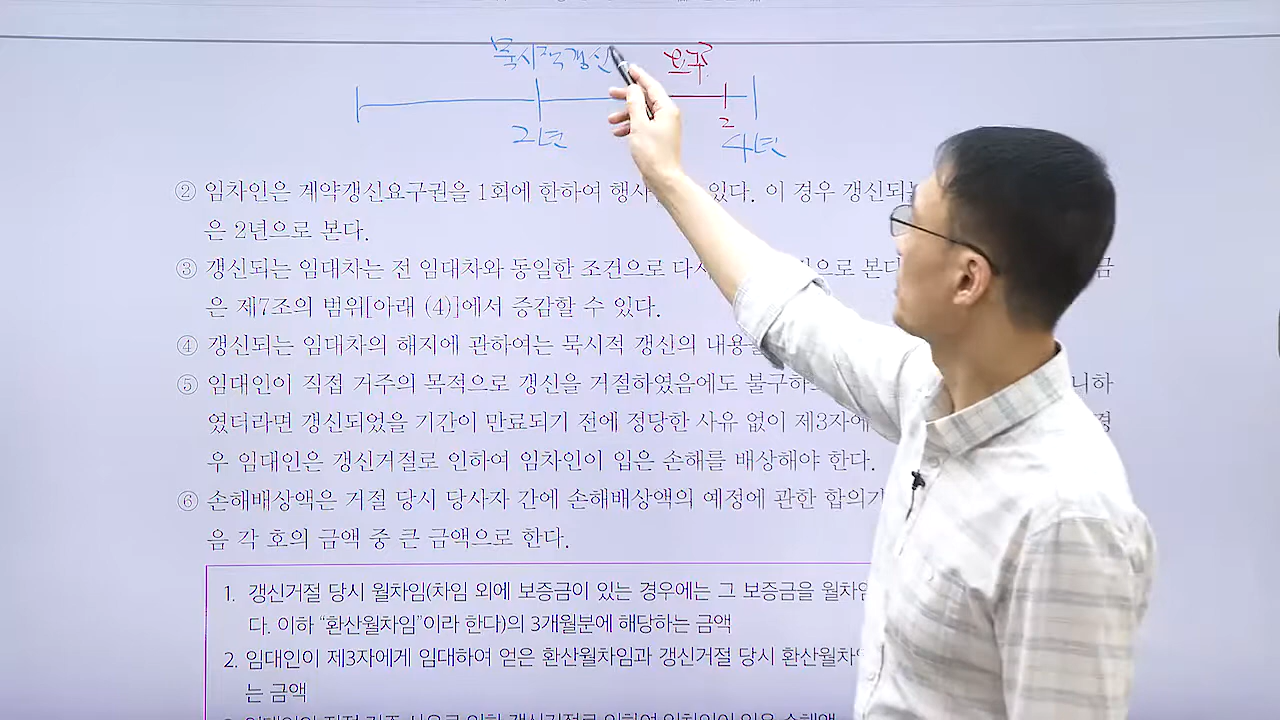 묵시적갱신 요구
2년 2 4년
② 임차인은 계약갱신요구권을 1회에 한하여 행사 있다. 이 경우 갱신되는
은 2년으로 본다.
③ 갱신되는 임대차는 전 임대차와 동일한 조건으로 다시 으로 본다 금
은 제7조의 범위[아래 (4)]에서 증감할 수 있다.
④ 갱신되는 임대차의 해지에 관하여는 묵시적 갱신의 내용을
⑤ 임대인이 직접 거주의 목적으로 갱신을 거절하였음에도 불구하 니하
였더라면 갱신되었을 기간이 만료되기 전에 정당한 사유 없이 제3자에 경
우 임대인은 갱신거절로 인하여 임차인이 입은 손해를 배상해야 한다.
⑥ 손해배상액은 거절 당시 당사자 간에 손해배상액의 예정에 관한 합의가
음 각 호의 금액 중 큰 금액으로 한다.
1. 갱신거절 당시 월차임(차임 외에 보증금이 있는 경우에는 그 보증금을 월차임
다. 이하 “환산월차임”이라 한다)의 3개월분에 해당하는 금액
2. 임대인이 제3자에게 임대하여 얻은 환산월차임과 갱신거절 당시 환산월차임
는 금액